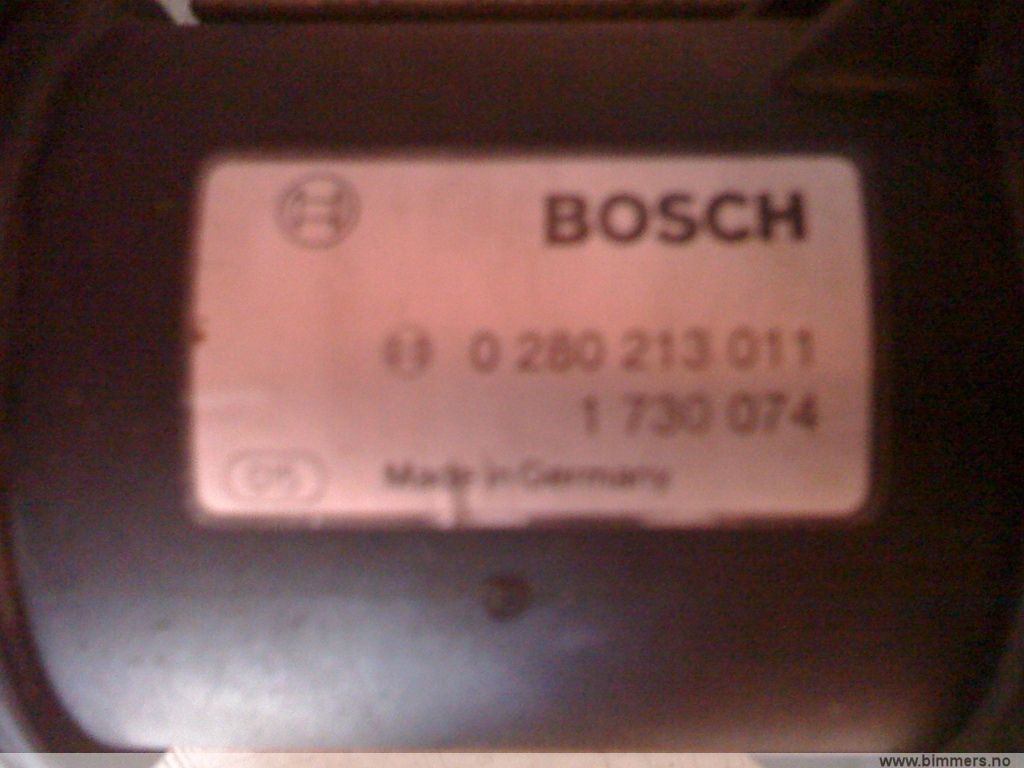 BOSCH
0 280 213 011
1 730 074
Made in Germany
www.bimmers.no